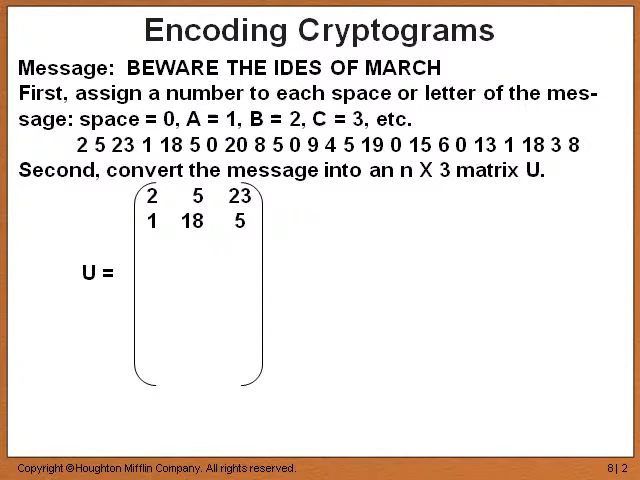 Encoding Cryptograms
Message: BEWARE THE IDES OF MARCH
First, assign a number to each space or letter of the mes-
sage: space = 0, A = 1, B = 2, C = 3, etc.
2 5 23 1 18 5 0 20 8 5 0 9 4 5 19 0 15 6 0 13 1 18 3 8
Second, convert the message into an n X 3 matrix U.
2 5 23
1 18 5
U =
Copyright © Houghton Mifflin Company. All rights reserved. 8 | 2